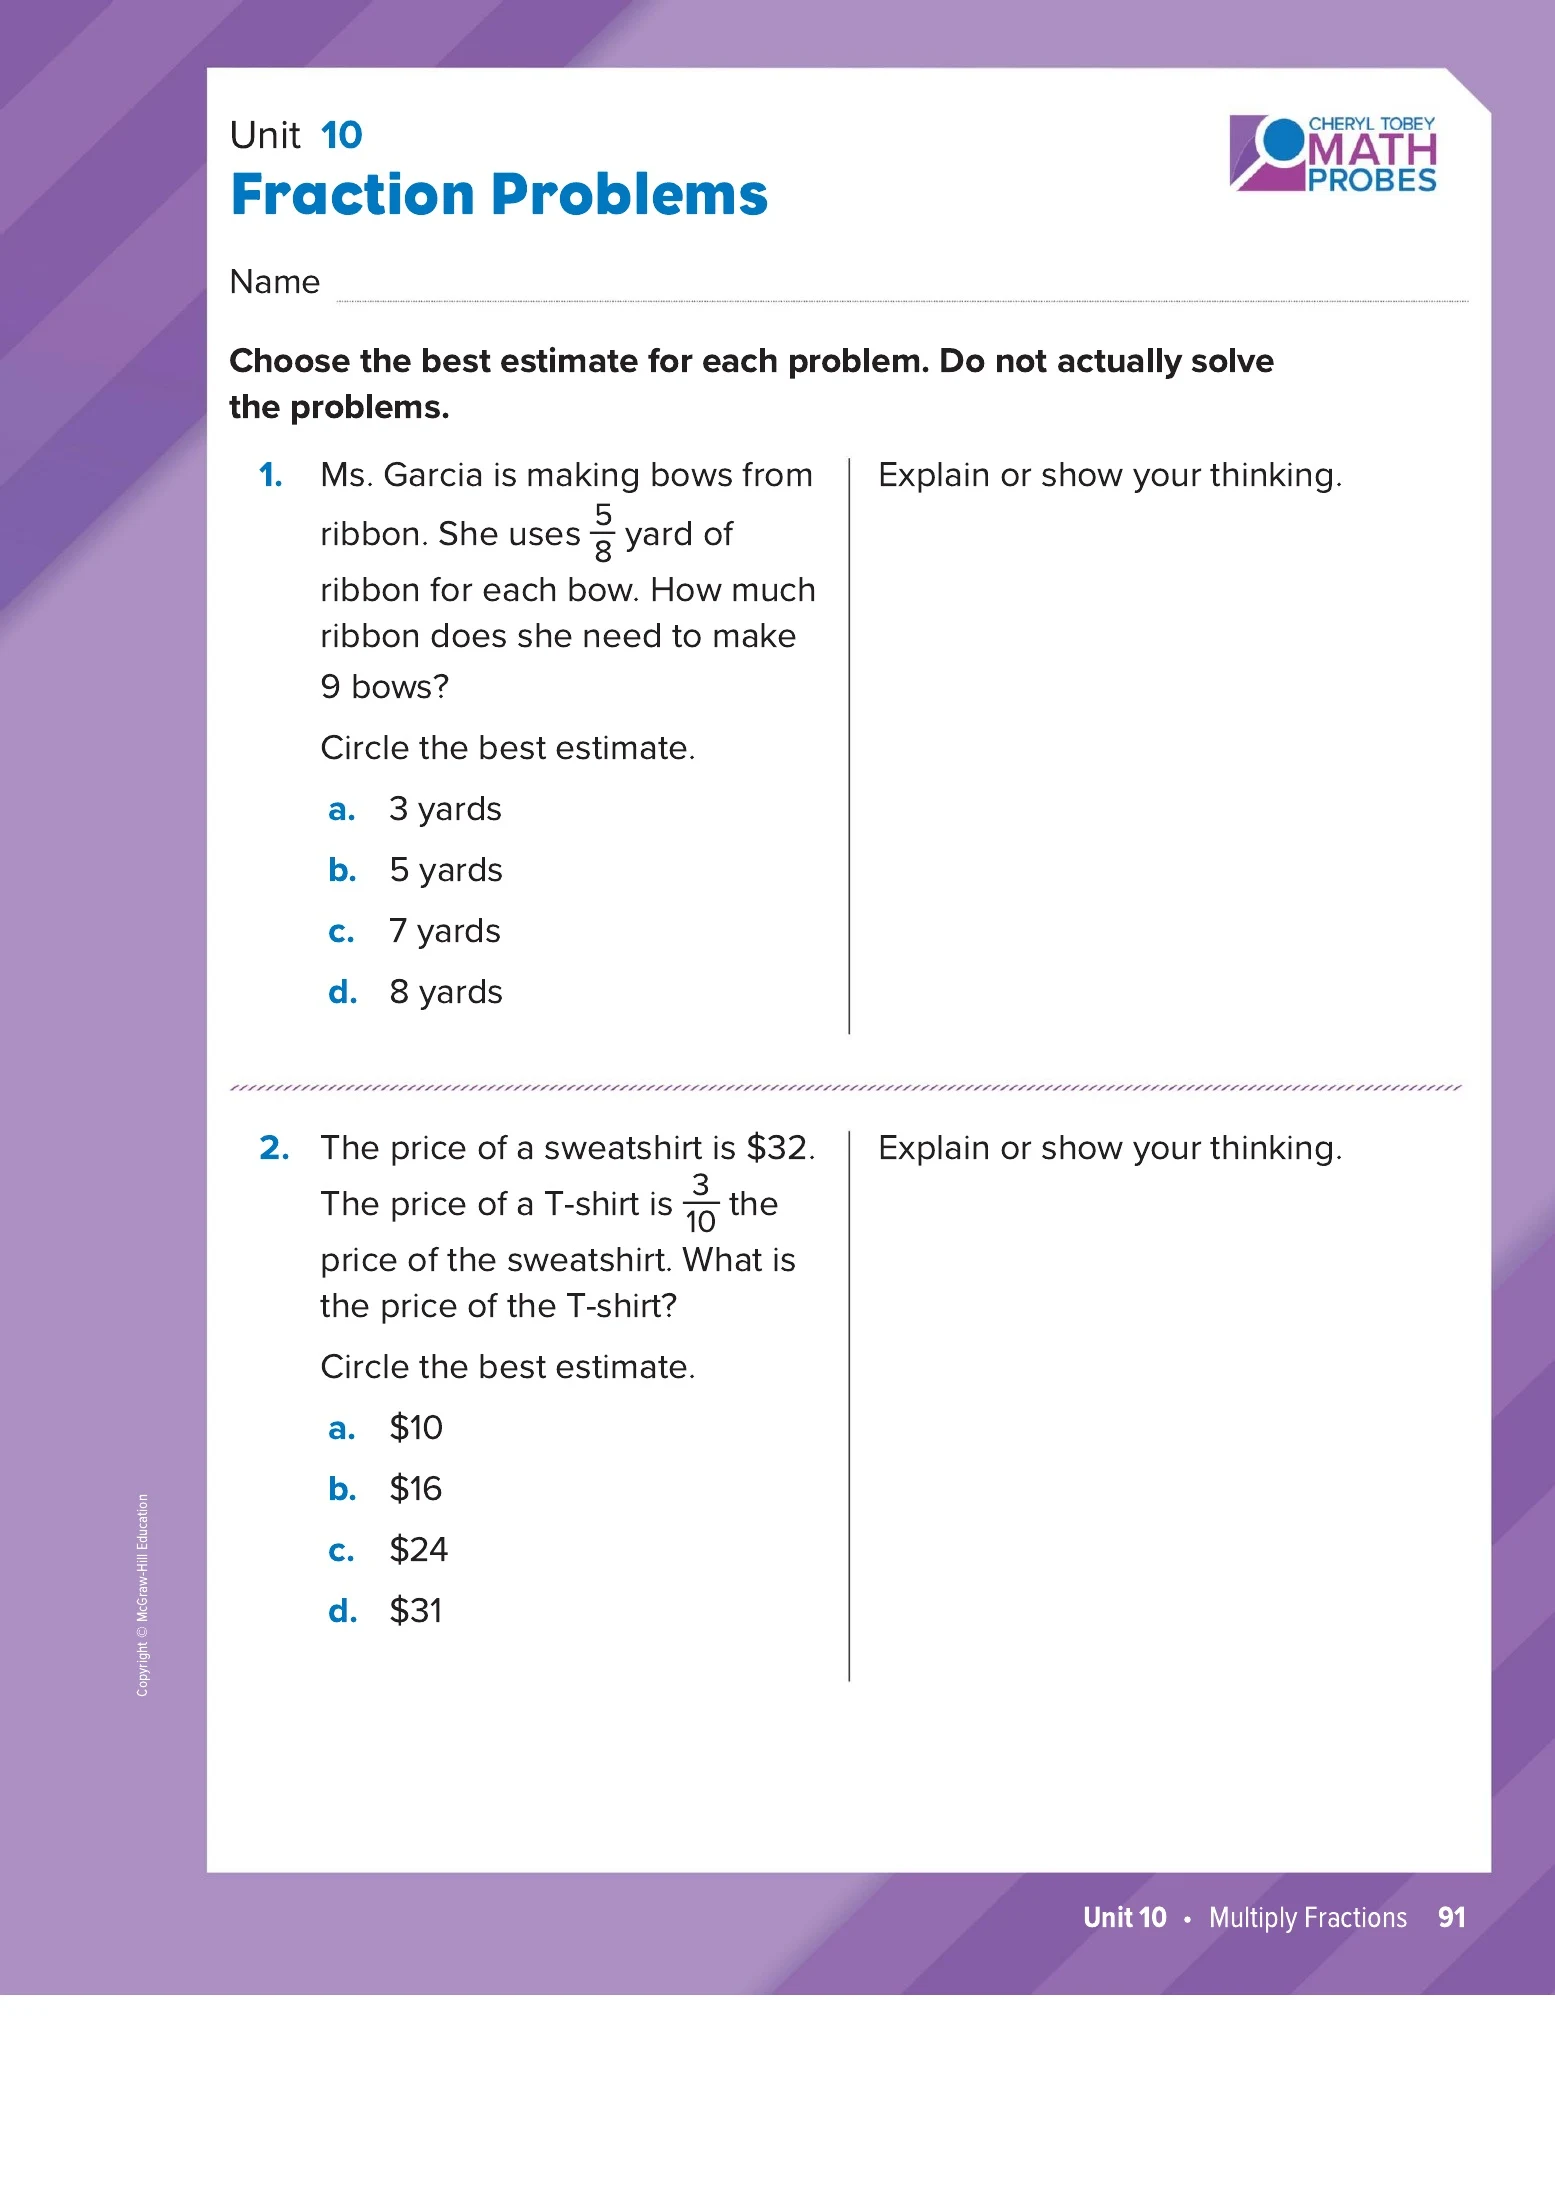 Unit 10
Fraction Problems
CHERYL TOBEY
MATH
PROBES
Name
Choose the best estimate for each problem. Do not actually solve
the problems.
1. Ms. Garcia is making bows from
ribbon. She uses 5/8 yard of
ribbon for each bow. How much
ribbon does she need to make
9 bows?
Circle the best estimate.
a. 3 yards
b. 5 yards
c. 7 yards
d. 8 yards
Explain or show your thinking.
2. The price of a sweatshirt is $32.
The price of a T-shirt is 3/10 the
price of the sweatshirt. What is
the price of the T-shirt?
Circle the best estimate.
a. $10
b. $16
c. $24
d. $31
Explain or show your thinking.
Copyright © McGraw-Hill Education
Unit 10 • Multiply Fractions 91